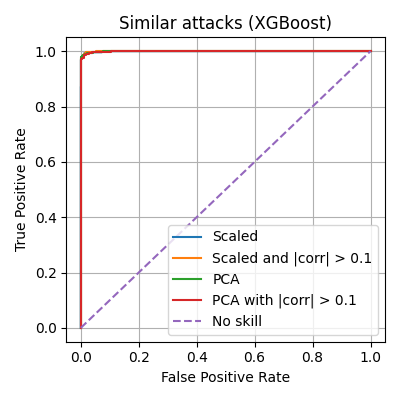 Similar attacks (XGBoost)
True Positive Rate
1.0
0.8
0.6
0.4
0.2
0.0
Scaled
Scaled and |corr| > 0.1
PCA
PCA with |corr| > 0.1
No skill
0.0 0.2 0.4 0.6 0.8 1.0
False Positive Rate